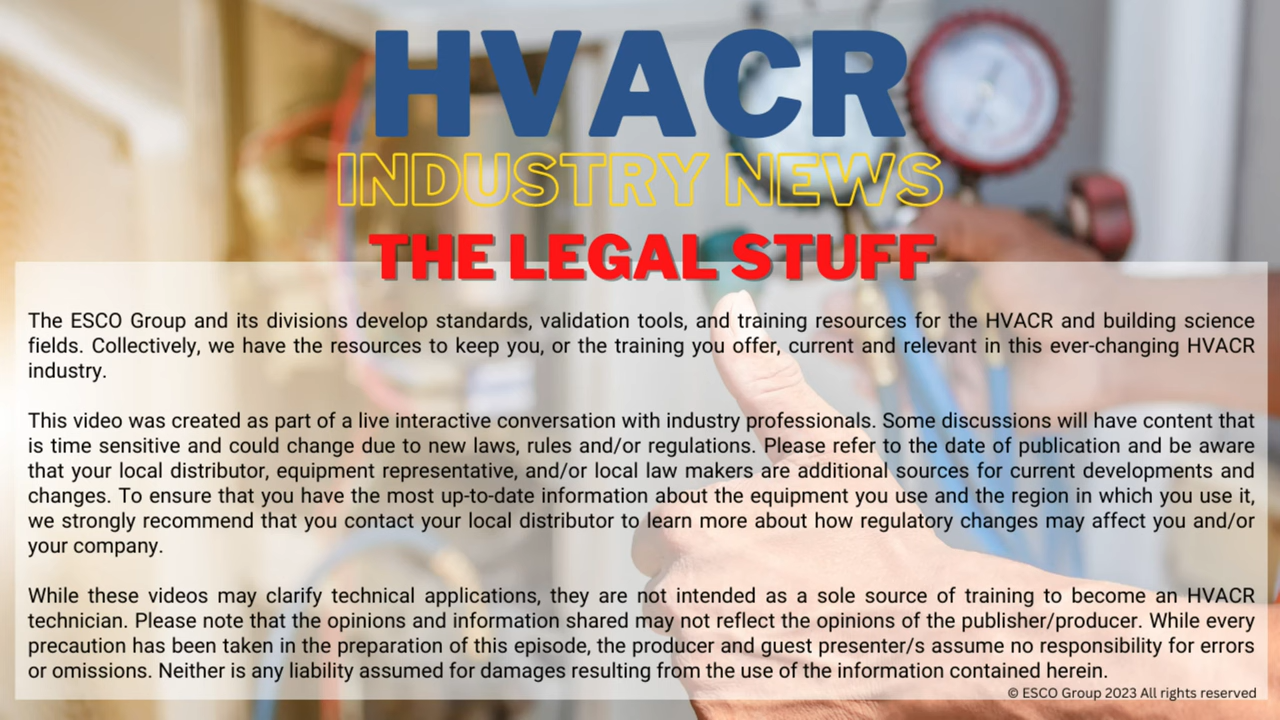 HVACR
INDUSTRY NEWS
THE LEGAL STUFF
The ESCO Group and its divisions develop standards, validation tools, and training resources for the HVACR and building science
fields. Collectively, we have the resources to keep you, or the training you offer, current and relevant in this ever-changing HVACR
industry.
This video was created as part of a live interactive conversation with industry professionals. Some discussions will have content that
is time sensitive and could change due to new laws, rules and/or regulations. Please refer to the date of publication and be aware
that your local distributor, equipment representative, and/or local law makers are additional sources for current developments and
changes. To ensure that you have the most up-to-date information about the equipment you use and the region in which you use it,
we strongly recommend that you contact your local distributor to learn more about how regulatory changes may affect you and/or
your company.
While these videos may clarify technical applications, they are not intended as a sole source of training to become an HVACR
technician. Please note that the opinions and information shared may not reflect the opinions of the publisher/producer. While every
precaution has been taken in the preparation of this episode, the producer and guest presenter/s assume no responsibility for errors
or omissions. Neither is any liability assumed for damages resulting from the use of the information contained herein.
© ESCO Group 2023 All rights reserved